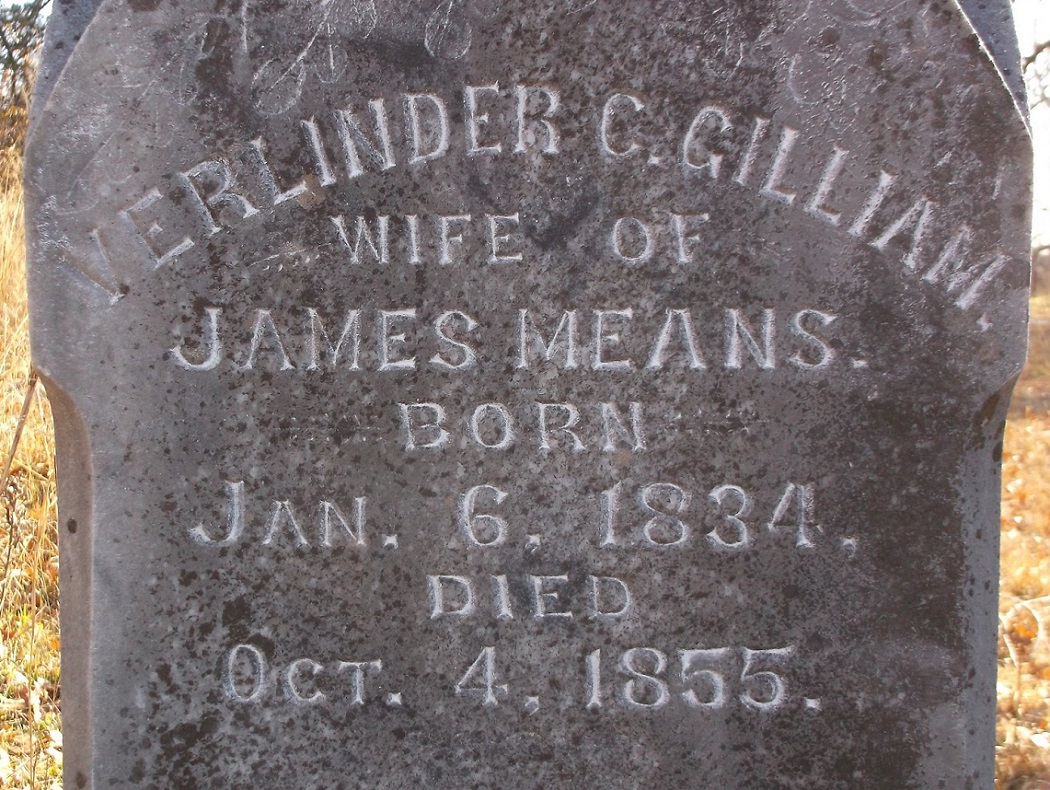 VERLINDER C. GILLIAM.
WIFE OF
JAMES MEANS.
BORN
JAN. 6, 1834,
DIED
OCT. 4, 1855.